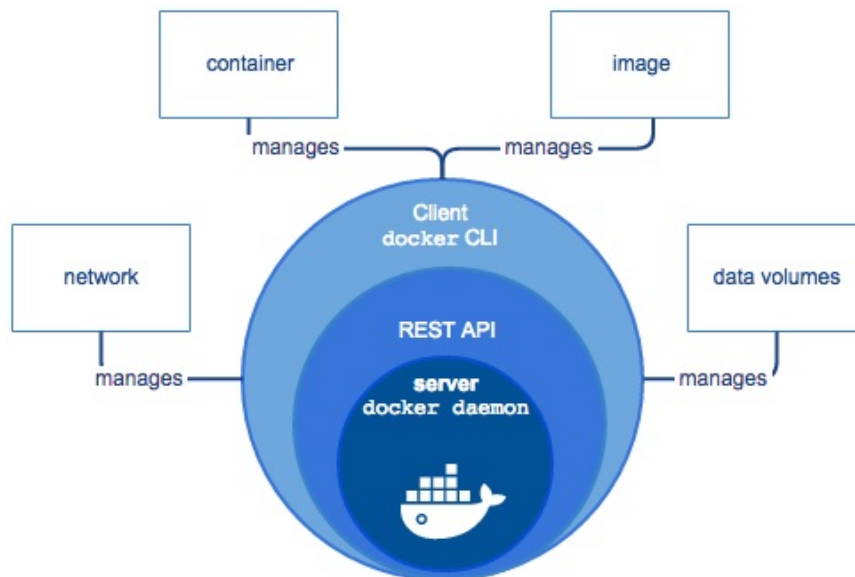 container
image
manages
manages
Client
docker CLI
network
data volumes
REST API
manages
server
manages
docker daemon